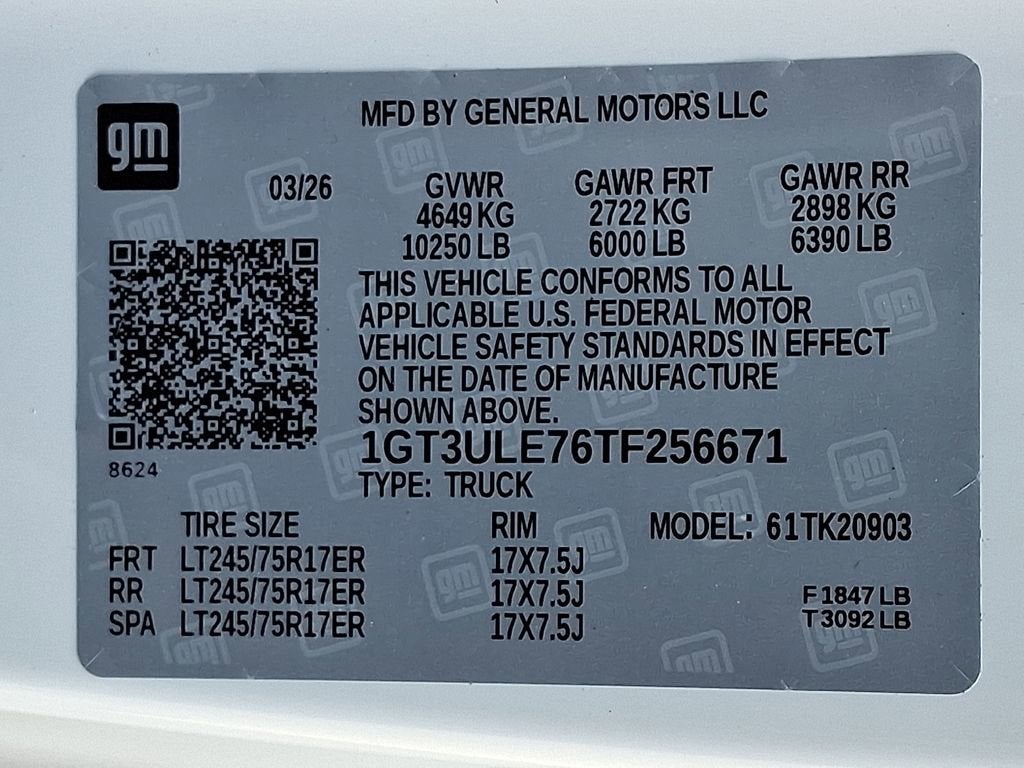 gm
MFD BY GENERAL MOTORS LLC
03/26 GVWR GAWR FRT GAWR RR
4649 KG 2722 KG 2898 KG
10250 LB 6000 LB 6390 LB
THIS VEHICLE CONFORMS TO ALL
APPLICABLE U.S. FEDERAL MOTOR
VEHICLE SAFETY STANDARDS IN EFFECT
ON THE DATE OF MANUFACTURE
SHOWN ABOVE.
1GT3ULE76TF256671
8624
TYPE: TRUCK
TIRE SIZE RIM MODEL: 61TK20903
FRT LT245/75R17ER 17X7.5J
RR LT245/75R17ER 17X7.5J F1847 LB
SPA LT245/75R17ER 17X7.5J T3092 LB